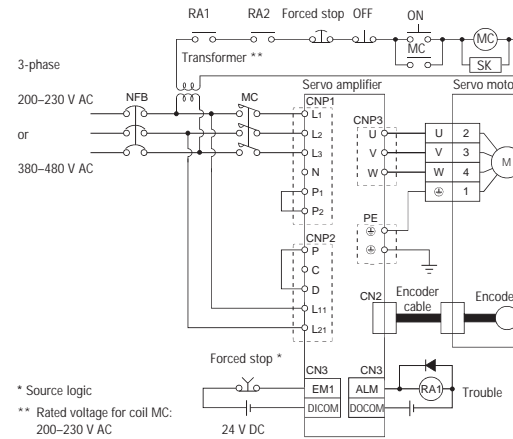 RA1 RA2 Forced stop OFF ON
MC MC
SK
3-phase
Transformer **
200–230 V AC
or
380–480 V AC
NFB MC
Servo amplifier
CNP1
L1
L2
L3
N
P1
P2
CNP3
U
V
W
PE
CNP2
P
C
D
L11
L21
Servo
U 2
V 3
W 4
1
M
CN2
Encoder
cable
Forced stop *
CN3 CN3
EM1 ALM
DICOM DOCOM
RA1
Trouble
24 V DC
* Source logic
** Rated voltage for coil MC:
200–230 V AC